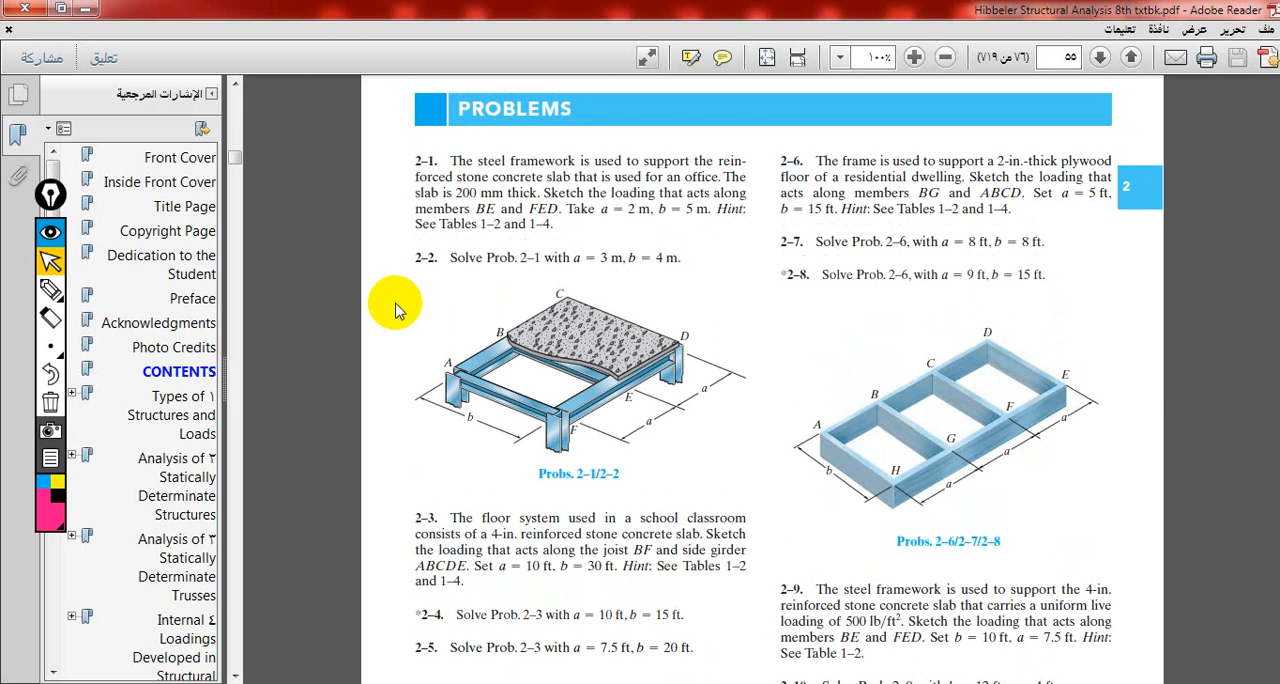 Hibbeler Structural Analysis 8th txtbk.pdf - Adobe Reader
ملف تحرير عرض نافذة تعليمات
٥٥ (٧٦ من ٧١٩) ١٠٠٪
تعليق مشاركة
الإشارات المرجعية
Front Cover
Inside Front Cover
Title Page
Copyright Page
Dedication to the
Student
Preface
Acknowledgments
Photo Credits
CONTENTS
Types of ١
Structures and
Loads
Analysis of ٢
Statically
Determinate
Structures
Analysis of ٣
Statically
Determinate
Trusses
Internal ٤
Loadings
Developed in
Structural
PROBLEMS
2–1. The steel framework is used to support the rein-
forced stone concrete slab that is used for an office. The
slab is 200 mm thick. Sketch the loading that acts along
members BE and FED. Take a = 2 m, b = 5 m. Hint:
See Tables 1–2 and 1–4.
2–2. Solve Prob. 2–1 with a = 3 m, b = 4 m.
C
B
D
A
E
a
b
F
a
Probs. 2–1/2–2
2–3. The floor system used in a school classroom
consists of a 4-in. reinforced stone concrete slab. Sketch
the loading that acts along the joist BF and side girder
ABCDE. Set a = 10 ft, b = 30 ft. Hint: See Tables 1–2
and 1–4.
*2–4. Solve Prob. 2–3 with a = 10 ft, b = 15 ft.
2–5. Solve Prob. 2–3 with a = 7.5 ft, b = 20 ft.
2–6. The frame is used to support a 2-in.-thick plywood
floor of a residential dwelling. Sketch the loading that
acts along members BG and ABCD. Set a = 5 ft,
b = 15 ft. Hint: See Tables 1–2 and 1–4.
2
2–7. Solve Prob. 2–6, with a = 8 ft, b = 8 ft.
*2–8. Solve Prob. 2–6, with a = 9 ft, b = 15 ft.
D
C
E
B
F
A
G
a
H
a
b
a
Probs. 2–6/2–7/2–8
2–9. The steel framework is used to support the 4-in.
reinforced stone concrete slab that carries a uniform live
loading of 500 lb/ft². Sketch the loading that acts along
members BE and FED. Set b = 10 ft, a = 7.5 ft. Hint:
See Table 1–2.